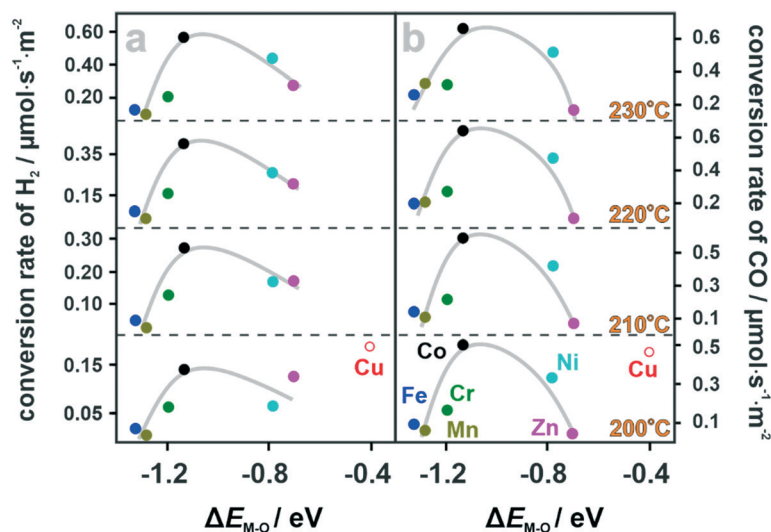 conversion rate of H₂ / μmol·s⁻¹·m⁻²
a
0.60
0.40
0.20
0.35
0.15
0.30
0.20
0.10
0.15
0.05
Cu
-1.2
-0.8
-0.4
ΔE_M-O / eV
b
230°C
220°C
210°C
200°C
Co
Ni
Cu
Fe
Cr
Mn
Zn
0.6
0.4
0.2
0.6
0.4
0.2
0.5
0.3
0.1
0.5
0.3
0.1
-1.2
-0.8
-0.4
ΔE_M-O / eV
conversion rate of CO / μmol·s⁻¹·m⁻²